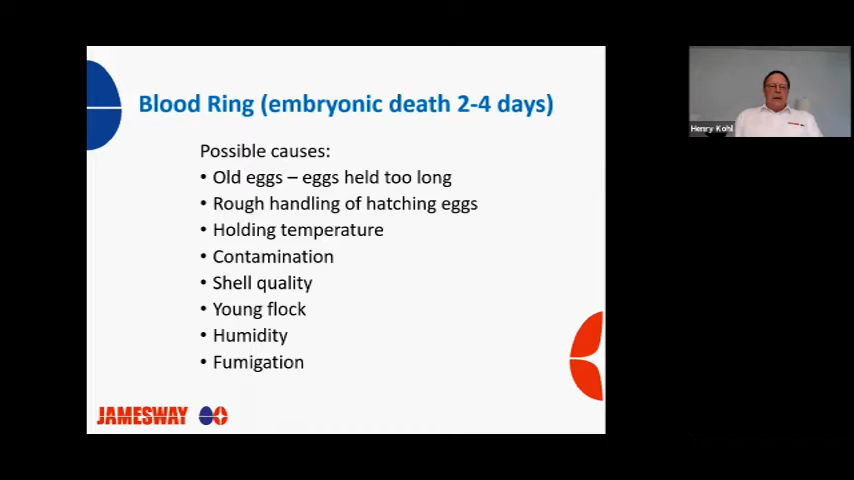 Blood Ring (embryonic death 2-4 days)
Possible causes:
• Old eggs – eggs held too long
• Rough handling of hatching eggs
• Holding temperature
• Contamination
• Shell quality
• Young flock
• Humidity
• Fumigation
JAMESWAY
Henry Kohl